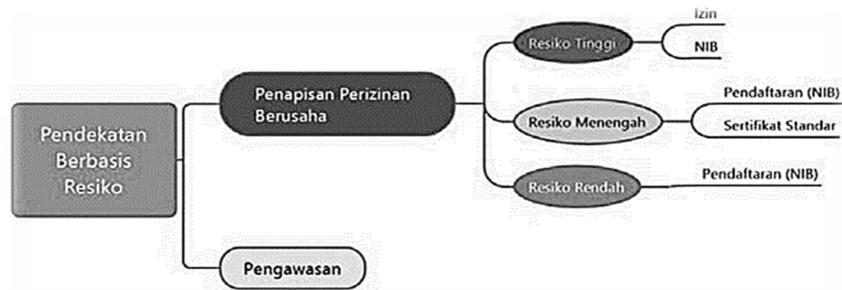 Pendekatan
Berbasis
Resiko
Penapisan Perizinan
Berusaha
Resiko Tinggi
Izin
NIB
Resiko Menengah
Pendaftaran (NIB)
Sertifikat Standar
Resiko Rendah
Pendaftaran (NIB)
Pengawasan